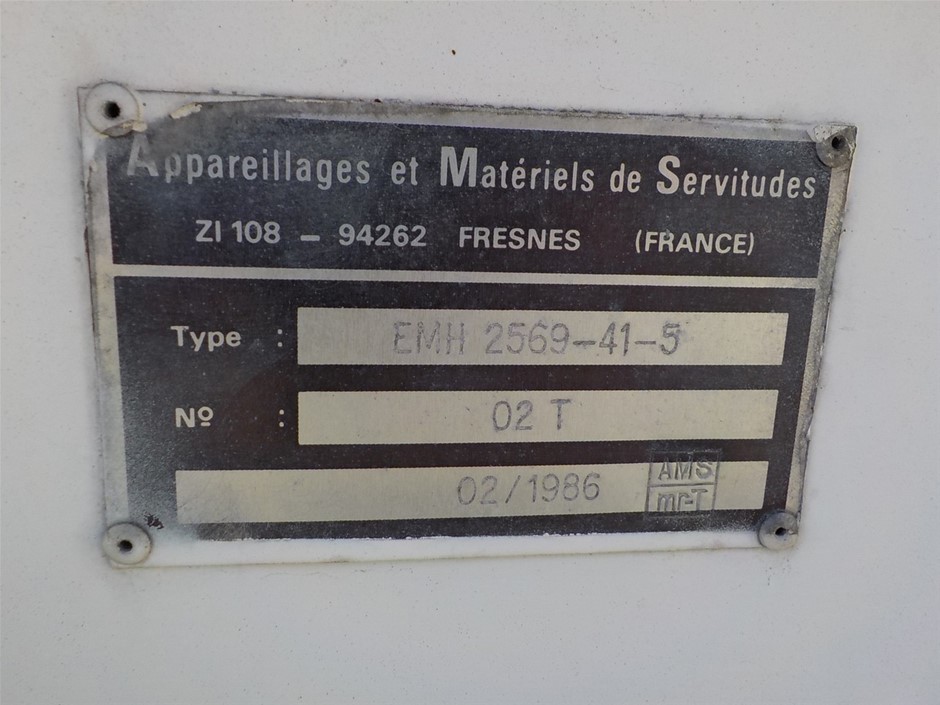 Appareillages et Matériels de Servitudes
ZI 108 – 94262 FRESNES (FRANCE)
Type : EMH 2569-41-5
Nº : 02 T
02/1986
AMS
mr-T